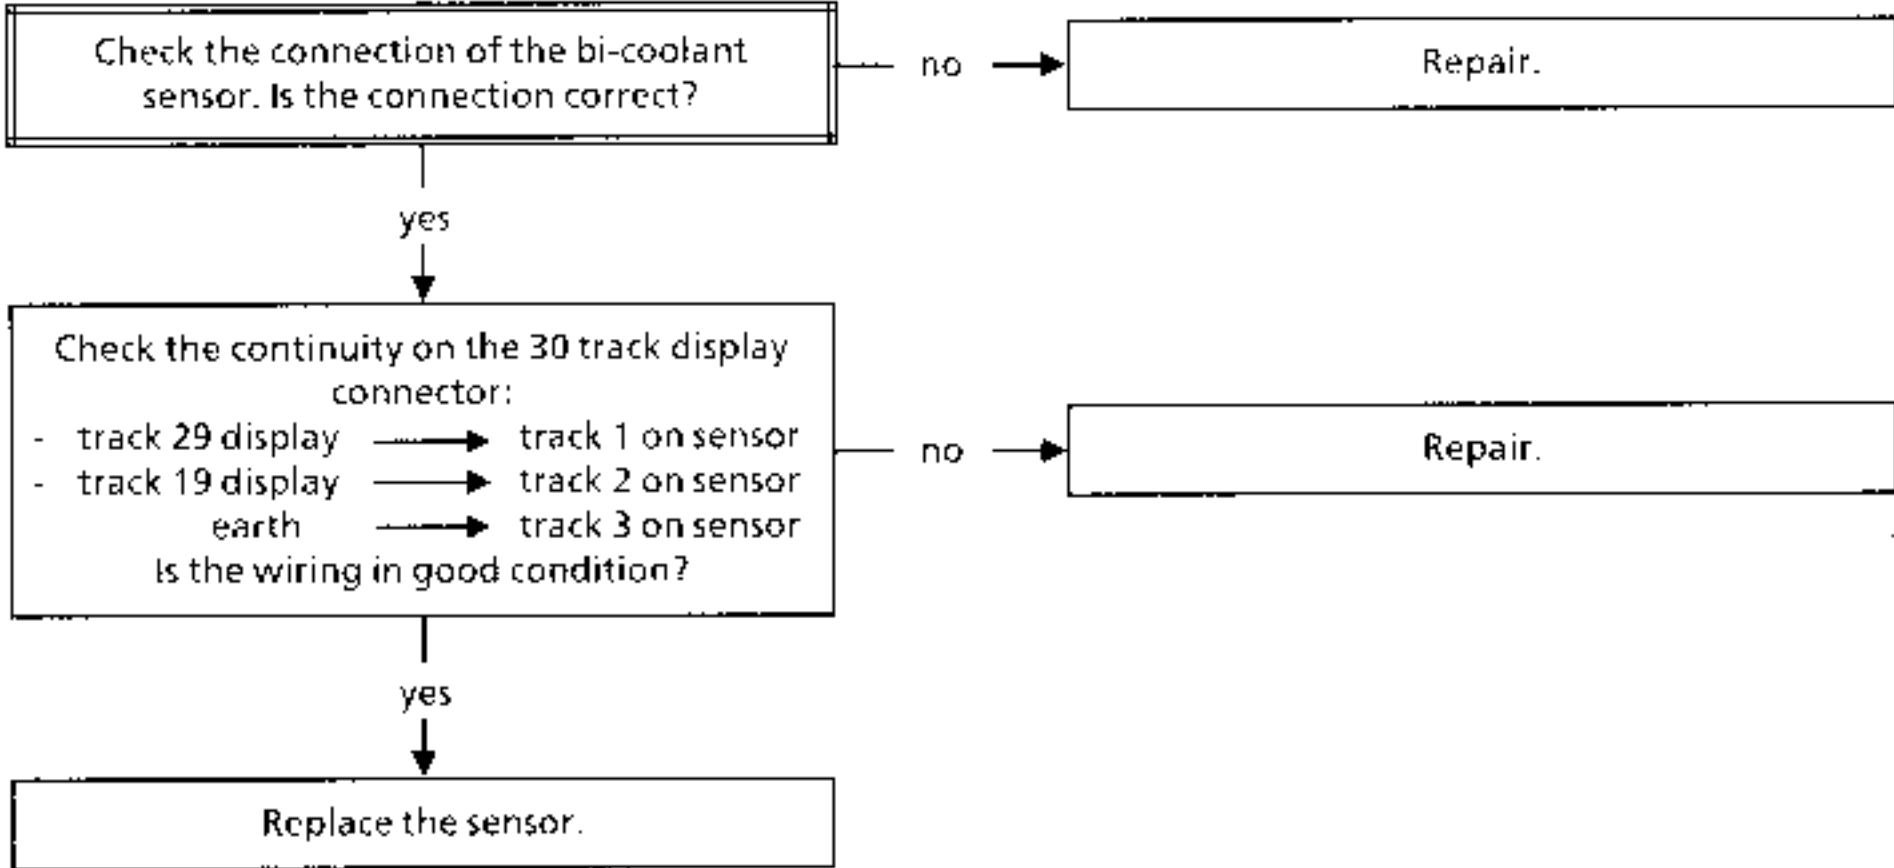 Check the connection of the bi-coolant
sensor. Is the connection correct?
no
Repair.
yes
Check the continuity on the 30 track display
connector:
- track 29 display track 1 on sensor
- track 19 display track 2 on sensor
earth track 3 on sensor
Is the wiring in good condition?
no
Repair.
yes
Replace the sensor.